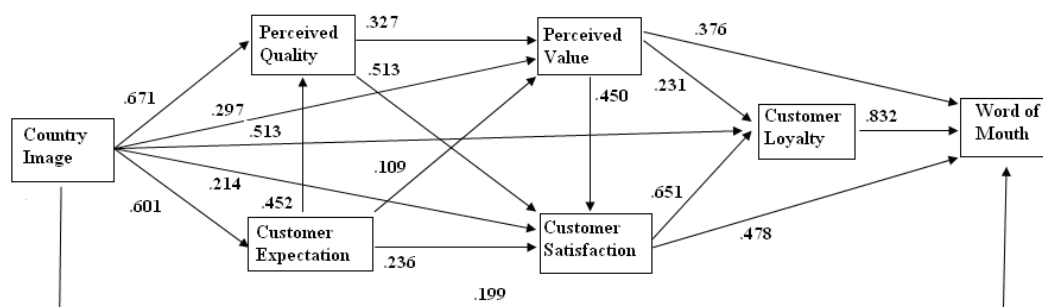 Perceived
Quality
.327
Perceived
Value
.376
.513
.231
.671
.297
.450
Country
Image
.513
Customer
Loyalty
.832
Word of
Mouth
.109
.214
.601
.452
.651
Customer
Expectation
.236
Customer
Satisfaction
.478
.199